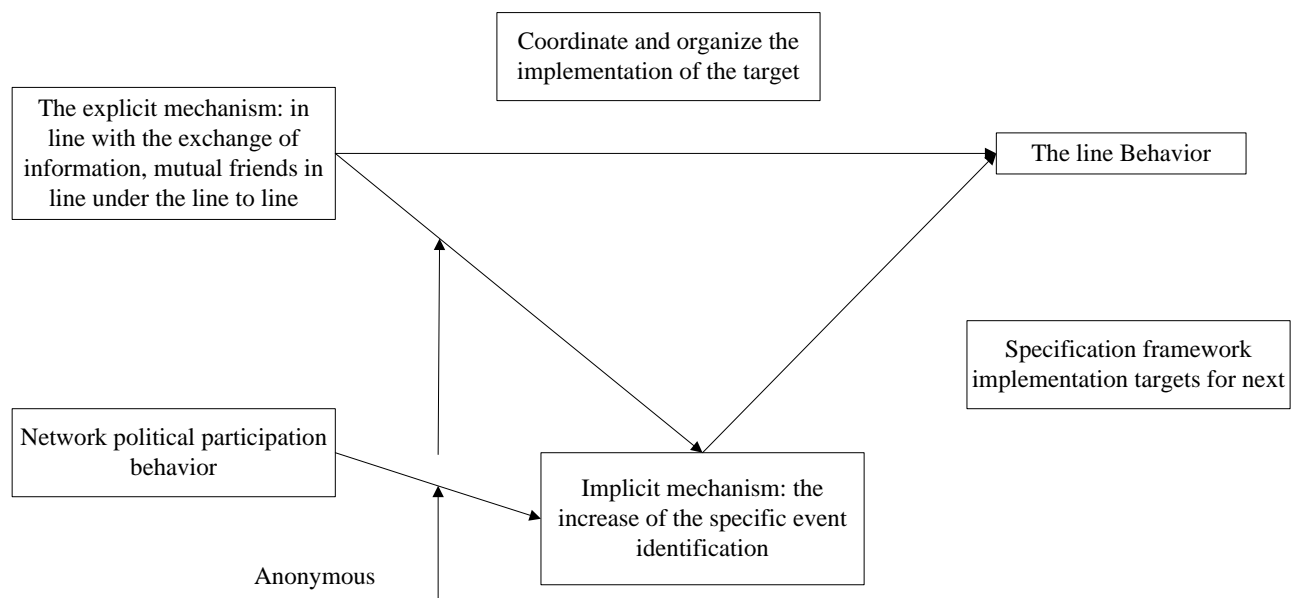 Coordinate and organize the
implementation of the target
The explicit mechanism: in
line with the exchange of
information, mutual friends in
line under the line to line
The line Behavior
Specification framework
implementation targets for next
Network political participation
behavior
Implicit mechanism: the
increase of the specific event
identification
Anonymous